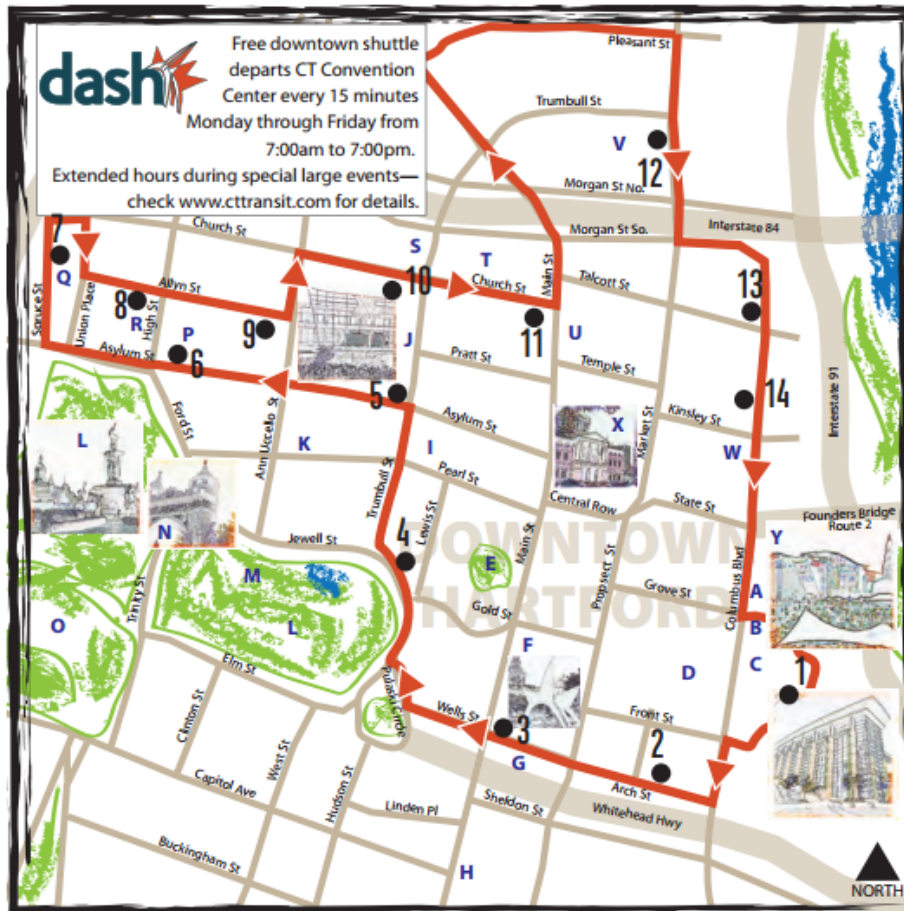 dash
Free downtown shuttle
departs CT Convention
Center every 15 minutes
Monday through Friday from
7:00am to 7:00pm.
Extended hours during special large events—
check www.cttransit.com for details.
Pleasant St
Trumbull St
V
12
Morgan St No.
Interstate 84
Morgan St So.
7
Church St
S
T
Q
Allyn St
10
Church St
Main St
Talcott St
13
Spruce St
Union Place
8
R
High St
P
9
11
U
J
Asylum St
6
Pratt St
Temple St
Interstate 91
5
14
Ford St
Ann Uccello St
Asylum St
Kinsley St
X
Market St
L
K
I
W
Trumbull St
Pearl St
Lewis St
Central Row
State St
Founders Bridge
Route 2
N
Jewell St
4
DOWNTOWN
HARTFORD
Main St
Y
M
E
Prospect St
Grove St
Columbus Blvd
A
Trinity St
L
Gold St
B
O
F
C
Elm St
Pulaski Circle
D
1
Clinton St
Wells St
3
Front St
West St
G
2
Arch St
Capitol Ave
Hudson St
Linden Pl
Sheldon St
Whitehead Hwy
Buckingham St
H
NORTH